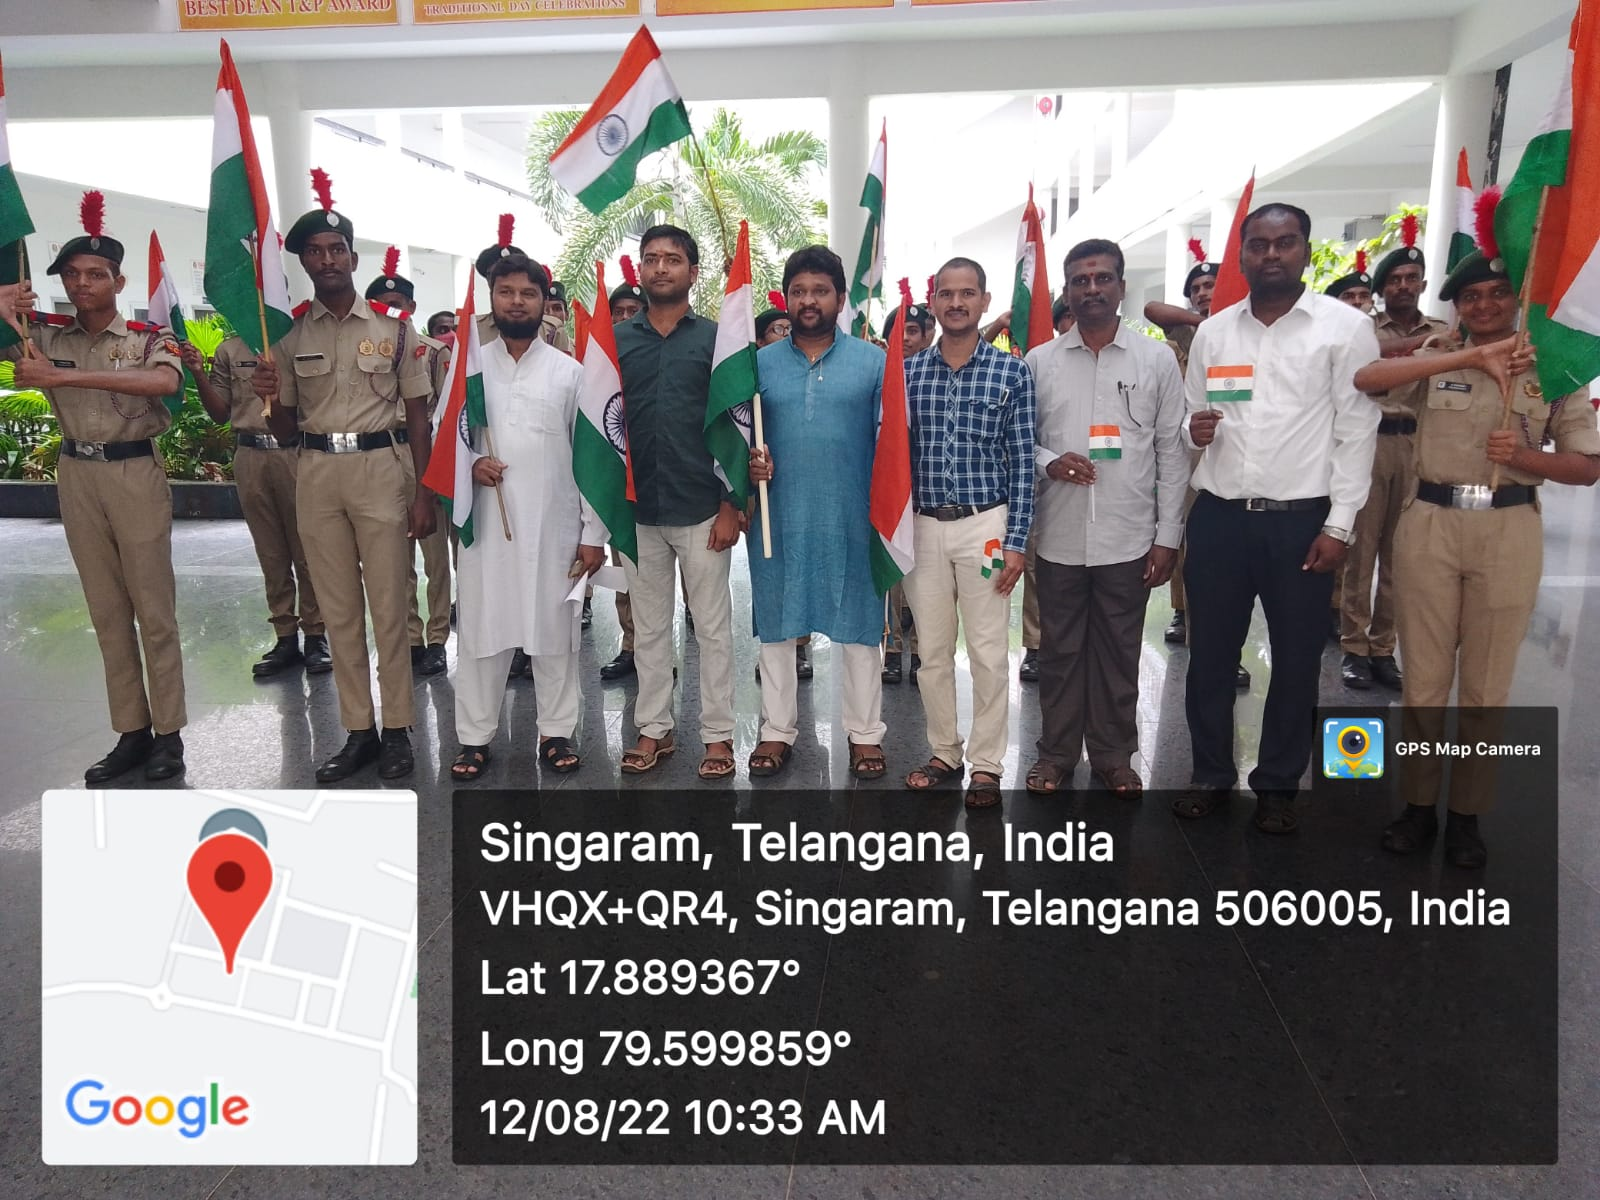 BEST DEAN T&P AWARD
TRADITIONAL DAY CELEBRATIONS
GPS Map Camera
Singaram, Telangana, India
VHQX+QR4, Singaram, Telangana 506005, India
Lat 17.889367°
Long 79.599859°
12/08/22 10:33 AM
Google